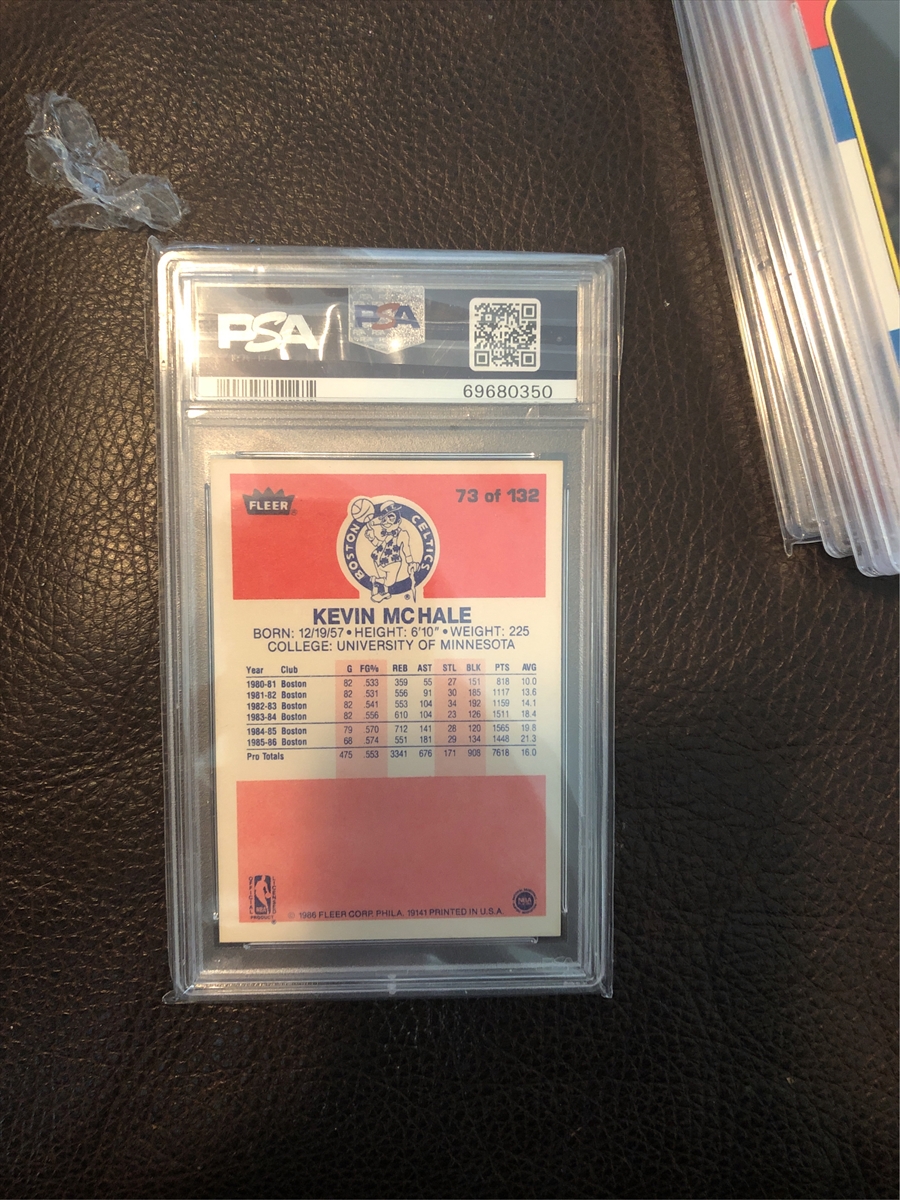 PSA
PSA
69680350
FLEER
73 of 132
BOSTON CELTICS
KEVIN MCHALE
BORN: 12/19/57 • HEIGHT: 6'10" • WEIGHT: 225
COLLEGE: UNIVERSITY OF MINNESOTA
Year Club G FG% REB AST STL BLK PTS AVG
1980-81 Boston 82 .533 359 55 27 151 818 10.0
1981-82 Boston 82 .531 556 91 30 185 1117 13.6
1982-83 Boston 82 .541 553 104 34 192 1159 14.1
1983-84 Boston 82 .556 610 104 23 126 1511 18.4
1984-85 Boston 79 .570 712 141 28 120 1565 19.8
1985-86 Boston 68 .574 551 181 29 134 1448 21.3
Pro Totals 475 .553 3341 676 171 908 7618 16.0
OFFICIAL LICENSED PRODUCT
NBA
© 1986 FLEER CORP. PHILA. 19141 PRINTED IN U.S.A.